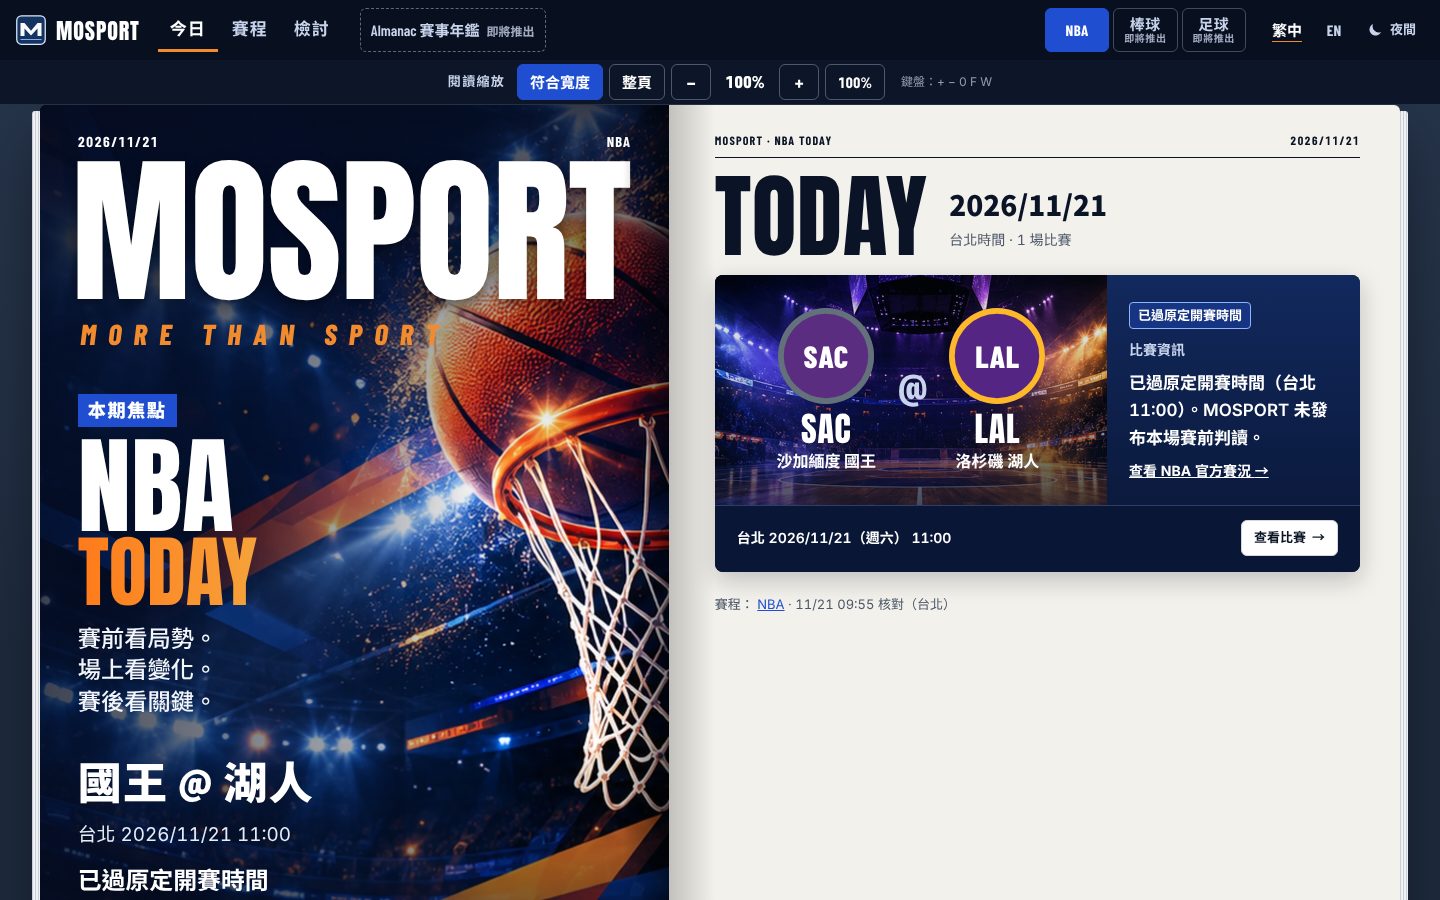 MOSPORT
今日
賽程
檢討
Almanac 賽事年鑑 即將推出
NBA
棒球
即將推出
足球
即將推出
繁中
EN
夜間
閱讀縮放
符合寬度
整頁
−
100%
+
100%
鍵盤：+ − 0 F W
2026/11/21
NBA
MOSPORT
MORE THAN SPORT
本期焦點
NBA
TODAY
賽前看局勢。
場上看變化。
賽後看關鍵。
國王 @ 湖人
台北 2026/11/21 11:00
已過原定開賽時間
MOSPORT · NBA TODAY
2026/11/21
TODAY
2026/11/21
台北時間 · 1 場比賽
SAC
@
LAL
SAC
LAL
沙加緬度 國王
洛杉磯 湖人
已過原定開賽時間
比賽資訊
已過原定開賽時間（台北
11:00）。MOSPORT 未發
布本場賽前判讀。
查看 NBA 官方賽況 →
台北 2026/11/21（週六） 11:00
查看比賽 →
賽程： NBA · 11/21 09:55 核對（台北）